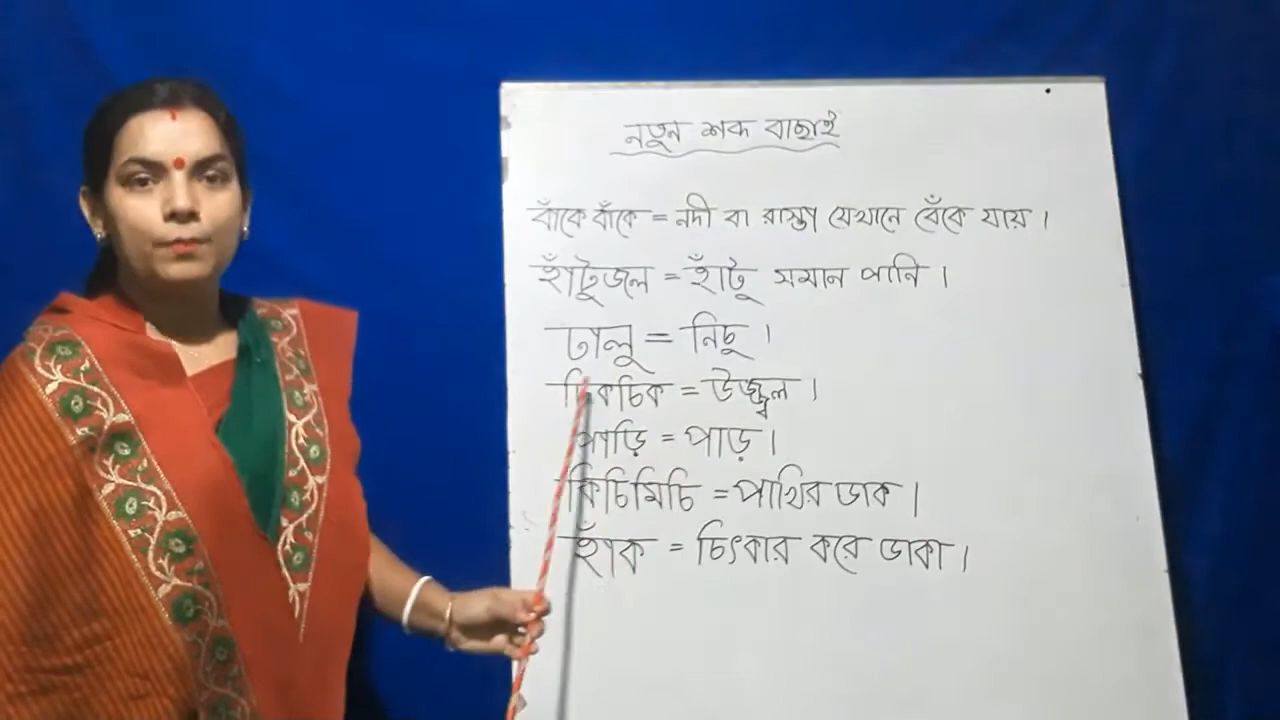 নতুন শব্দ বাছাই
বাঁকে বাঁকে = নদী বা রাস্তা যেখানে বেঁকে যায়।
হাঁটুজল = হাঁটু সমান পানি।
ঢালু = নিচু।
চিকচিক = উজ্জ্বল।
পাড়ি = পাড়।
কিচিমিচি = পাখির ডাক।
হাঁক = চিৎকার করে ডাকা।